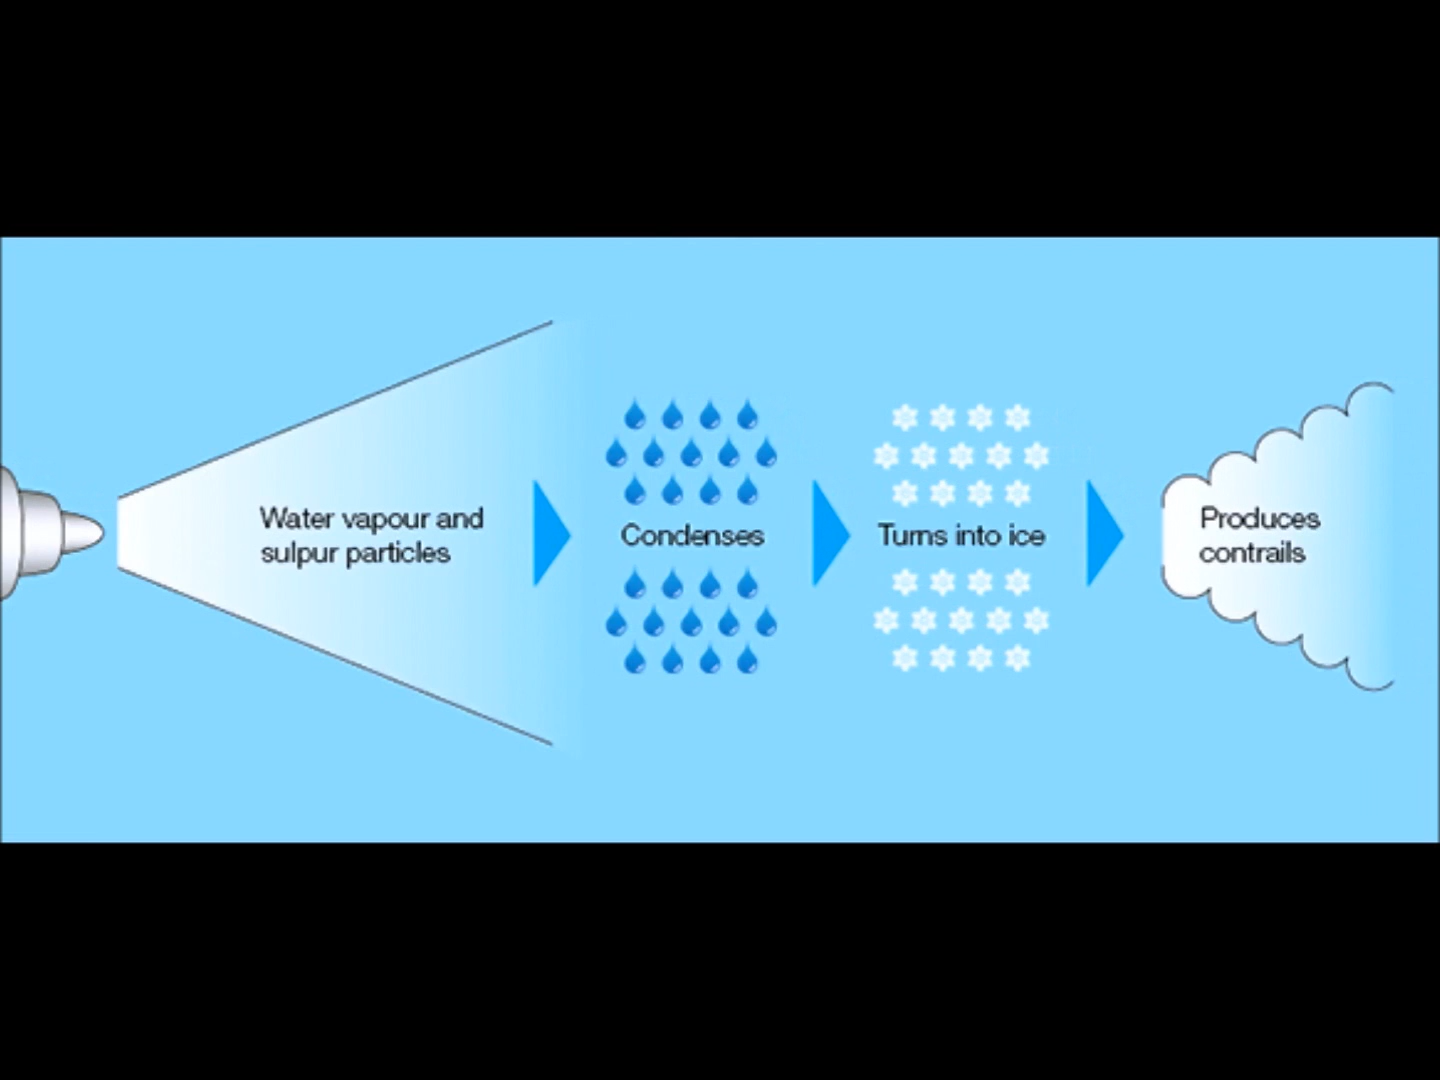 Water vapour and
sulpur particles
Condenses
Turns into ice
Produces
contrails